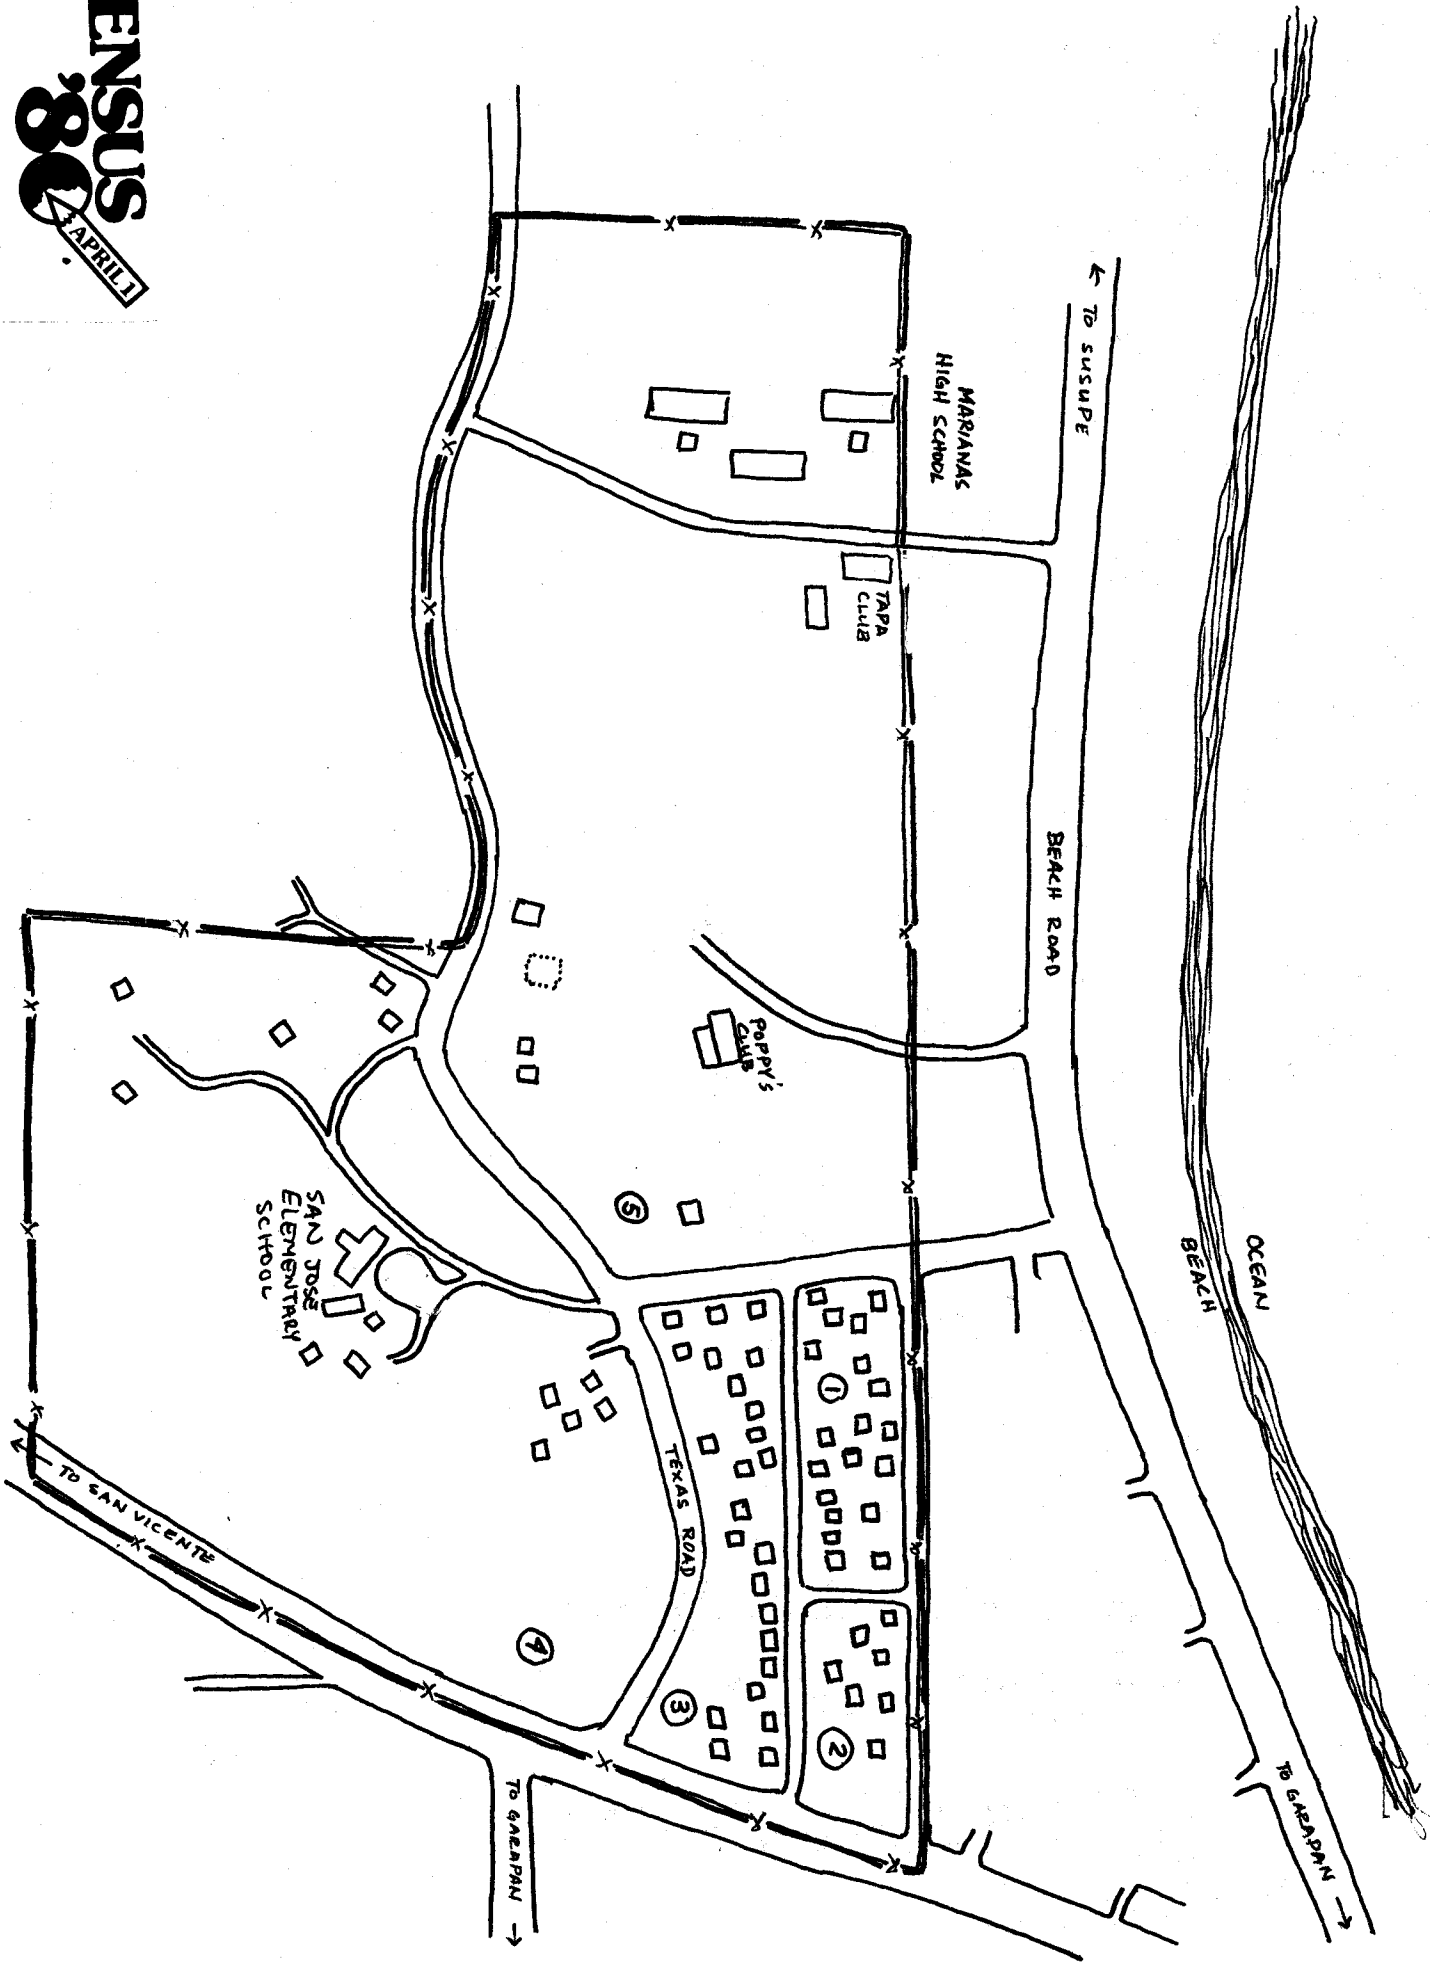 ENSUS
'80
APRIL 1
← TO SUSUPE
MARIANAS
HIGH SCHOOL
TAPA
CLUB
BEACH ROAD
POPPY'S
CLUB
OCEAN
BEACH
SAN JOSE
ELEMENTARY
SCHOOL
TEXAS ROAD
← TO SAN VICENTE
1
2
3
4
5
TO GARAPAN →
TO GARAPAN →